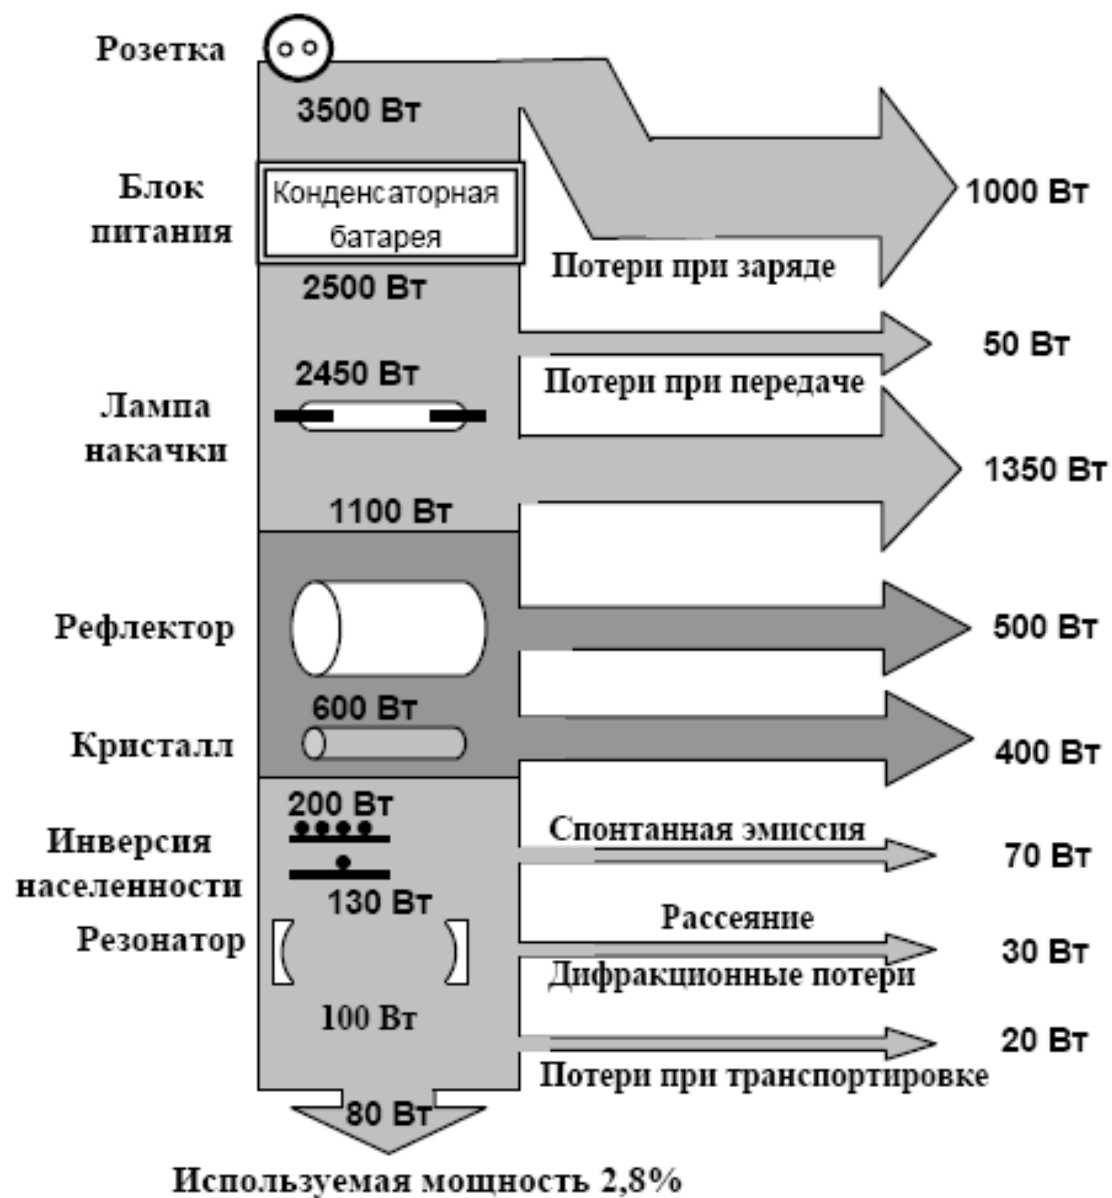 Розетка
3500 Вт
Блок
питания
Конденсаторная
батарея
1000 Вт
Потери при заряде
2500 Вт
50 Вт
Потери при передаче
2450 Вт
Лампа
накачки
1350 Вт
1100 Вт
Рефлектор
500 Вт
600 Вт
Кристалл
400 Вт
200 Вт
Спонтанная эмиссия
Инверсия
населенности
70 Вт
130 Вт
Рассеяние
Резонатор
30 Вт
Дифракционные потери
100 Вт
20 Вт
Потери при транспортировке
80 Вт
Используемая мощность 2,8%